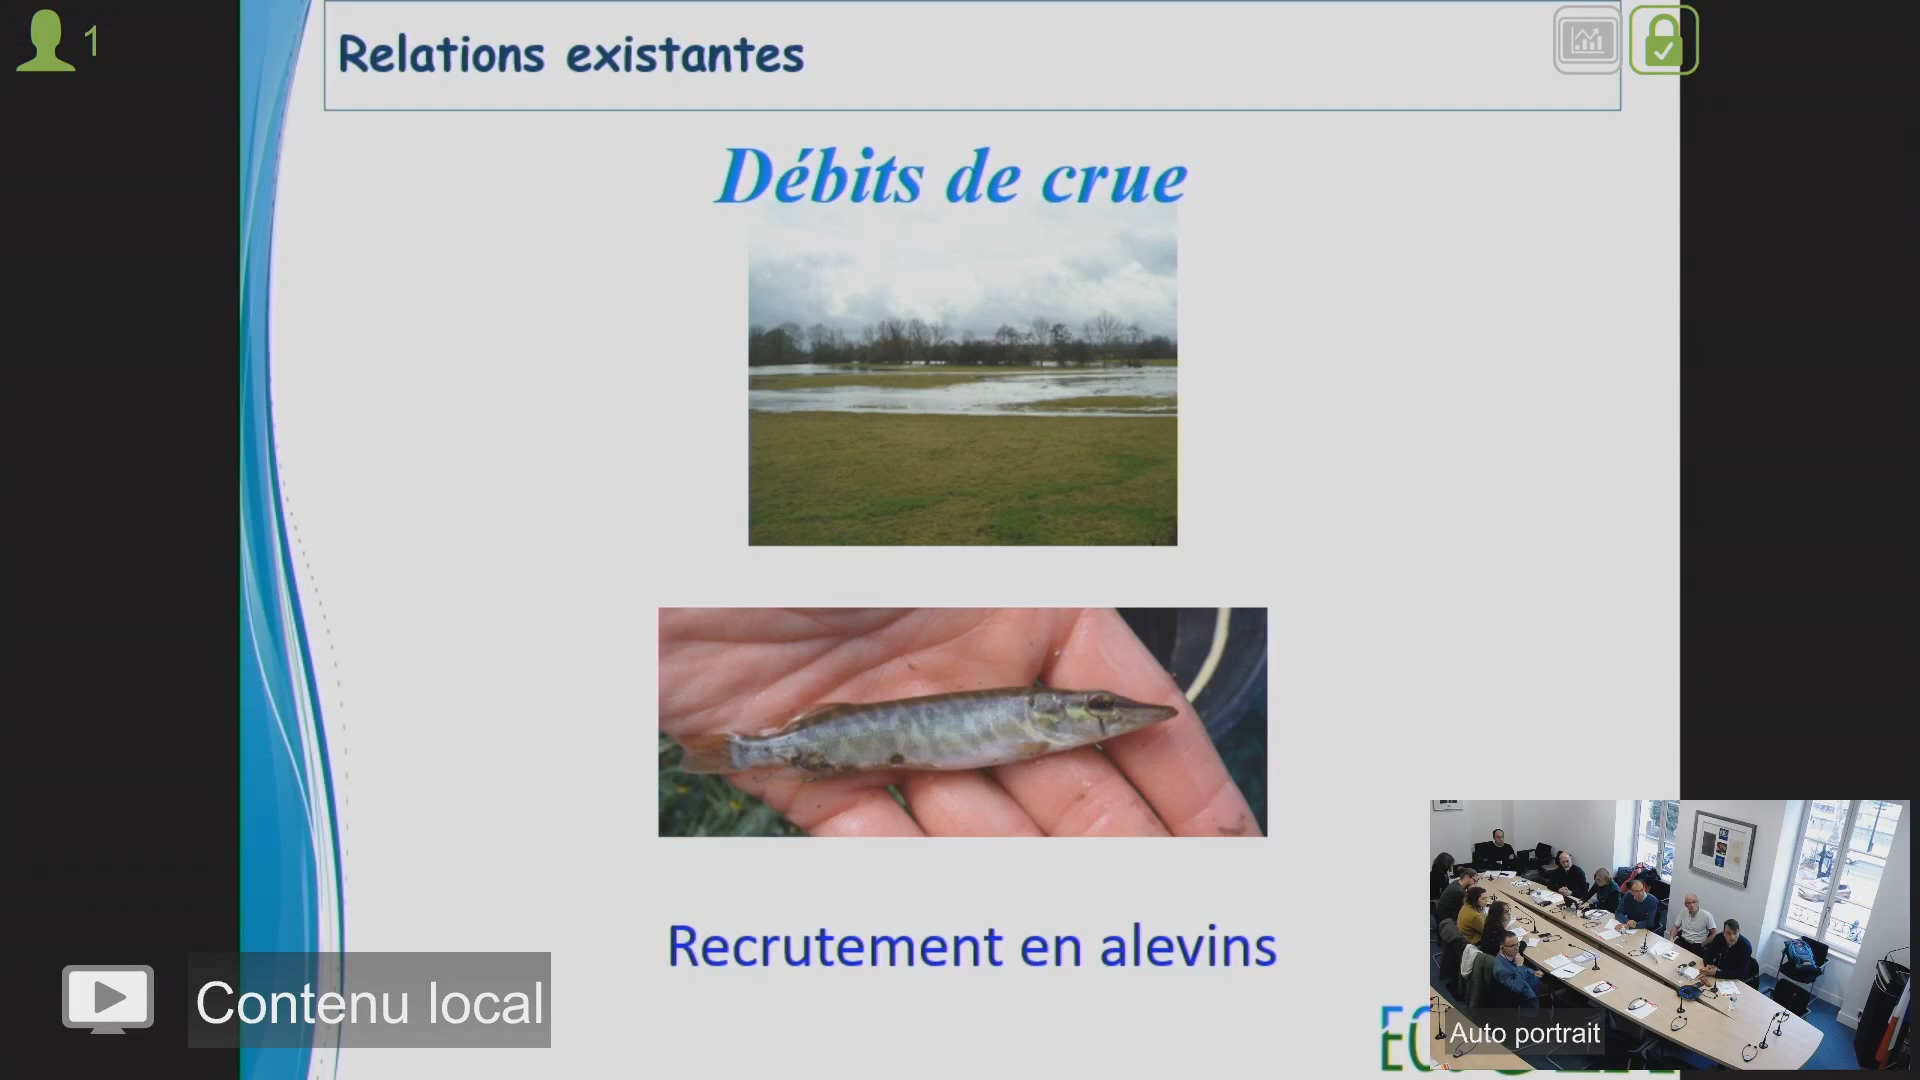 1
Relations existantes
Débits de crue
Recrutement en alevins
Contenu local
Auto portrait